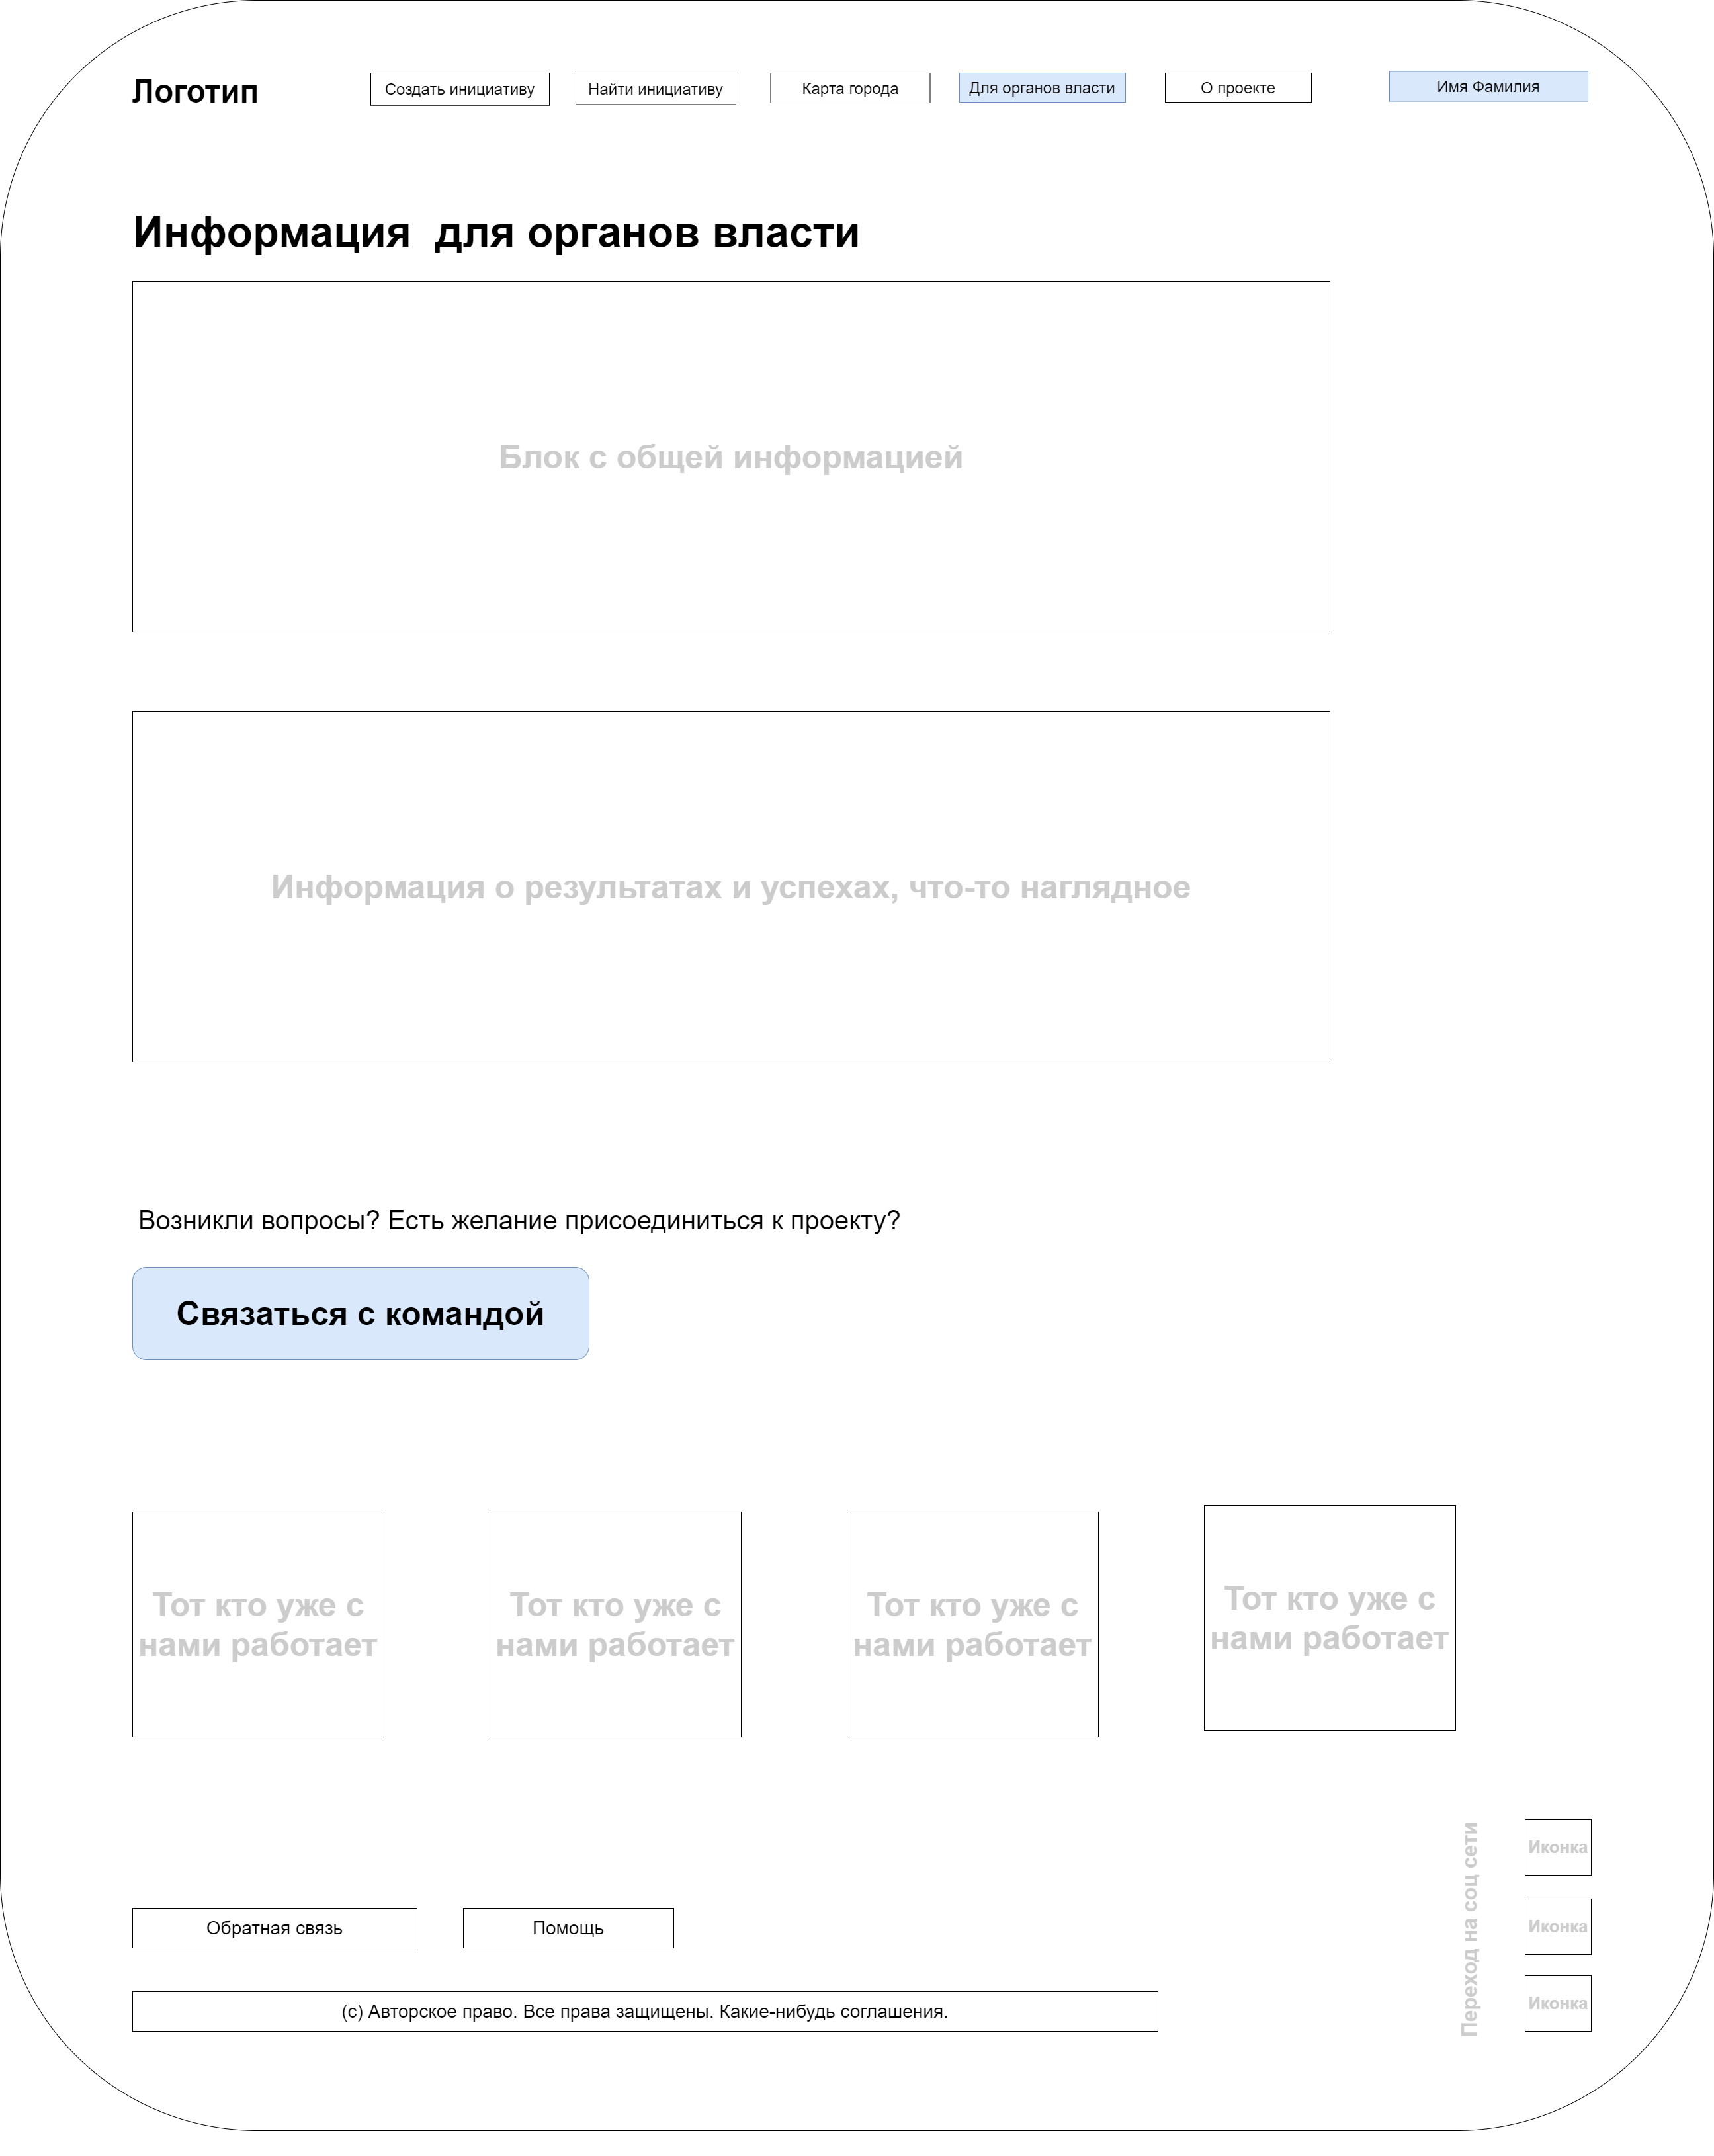 Логотип
Создать инициативу
Найти инициативу
Карта города
Для органов власти
О проекте
Имя Фамилия
Информация  для органов власти
Блок с общей информацией
Информация о результатах и успехах, что-то наглядное
Возникли вопросы? Есть желание присоединиться к проекту?
Связаться с командой
Тот кто уже с
нами работает
Тот кто уже с
нами работает
Тот кто уже с
нами работает
Тот кто уже с
нами работает
Переход на соц сети
Иконка
Иконка
Иконка
Обратная связь
Помощь
(с) Авторское право. Все права защищены. Какие-нибудь соглашения.